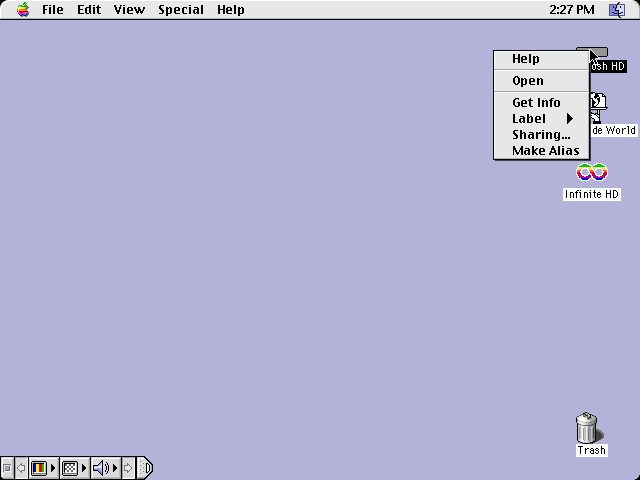 File Edit View Special Help 2:27 PM
Help
Open
Get Info
Label
Sharing...
Make Alias
HD
de World
Infinite HD
Trash